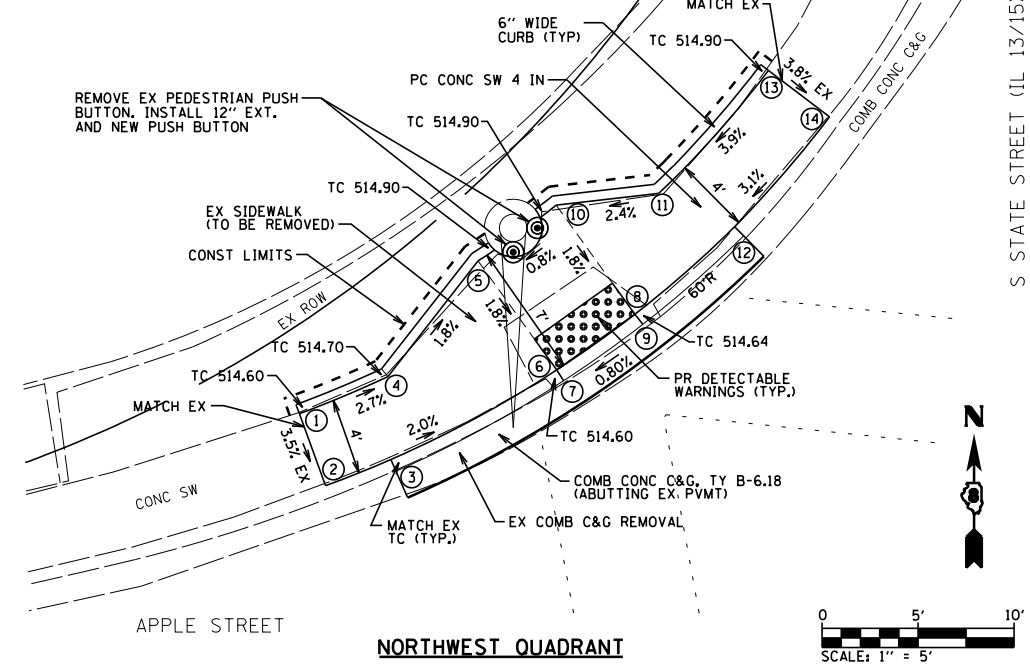 MATCH EX
6" WIDE
CURB (TYP)
TC 514.90
3.8% EX
PC CONC SW 4 IN
13
14
COMB CONC C&G
REMOVE EX PEDESTRIAN PUSH
BUTTON. INSTALL 12" EXT.
AND NEW PUSH BUTTON
TC 514.90
3.9%
3.1%
4'
TC 514.90
EX SIDEWALK
(TO BE REMOVED)
CONST LIMITS
10
2.4%
11
12
0.8%
1.8%
5
1.8%
7'
8
60'R
EX ROW
1.8%
TC 514.70
TC 514.60
MATCH EX
9
TC 514.64
6
0.80%
7
PR DETECTABLE
WARNINGS (TYP.)
4
2.7%
1
4'
2.0%
3.5% EX
2
TC 514.60
3
CONC SW
COMB CONC C&G, TY B-6.18
(ABUTTING EX PVMT)
EX COMB C&G REMOVAL
MATCH EX
TC (TYP.)
APPLE STREET
NORTHWEST QUADRANT
S STATE STREET (IL 13/15
N
0 5' 10'
SCALE: 1" = 5'